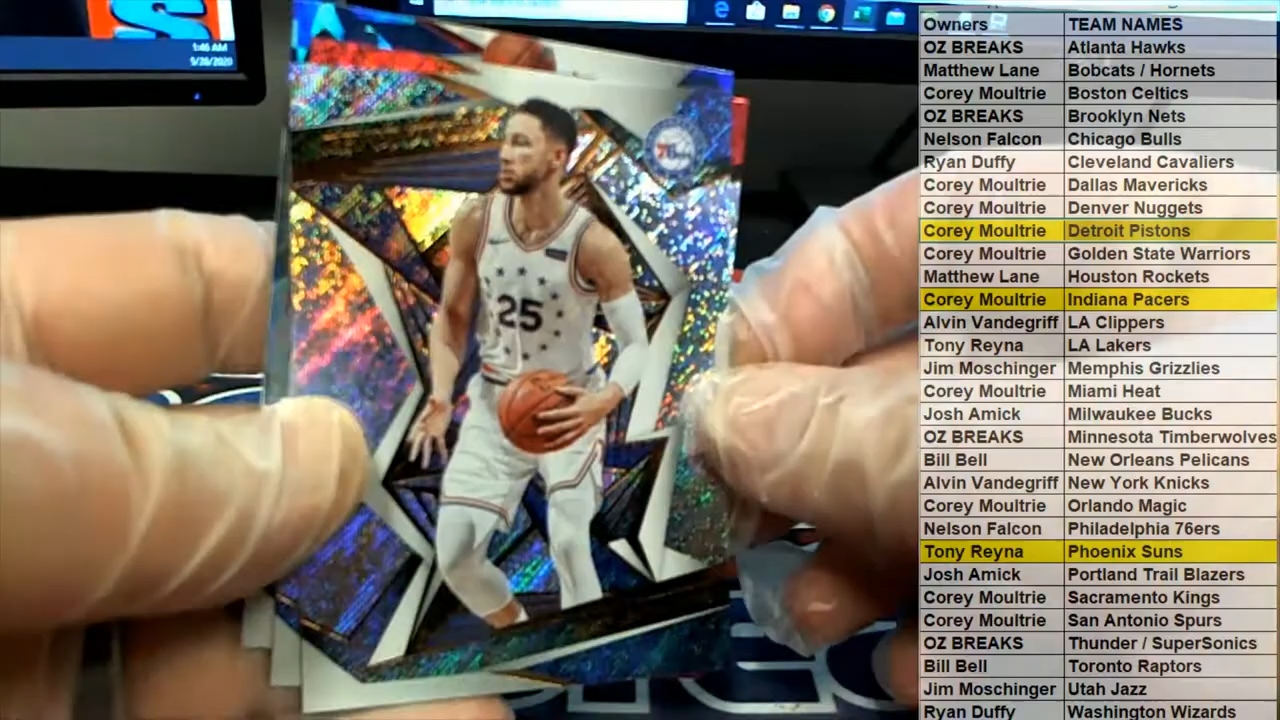 1:46 AM
5/28/2020
76
25
Owners TEAM NAMES
OZ BREAKS Atlanta Hawks
Matthew Lane Bobcats / Hornets
Corey Moultrie Boston Celtics
OZ BREAKS Brooklyn Nets
Nelson Falcon Chicago Bulls
Ryan Duffy Cleveland Cavaliers
Corey Moultrie Dallas Mavericks
Corey Moultrie Denver Nuggets
Corey Moultrie Detroit Pistons
Corey Moultrie Golden State Warriors
Matthew Lane Houston Rockets
Corey Moultrie Indiana Pacers
Alvin Vandegriff LA Clippers
Tony Reyna LA Lakers
Jim Moschinger Memphis Grizzlies
Corey Moultrie Miami Heat
Josh Amick Milwaukee Bucks
OZ BREAKS Minnesota Timberwolves
Bill Bell New Orleans Pelicans
Alvin Vandegriff New York Knicks
Corey Moultrie Orlando Magic
Nelson Falcon Philadelphia 76ers
Tony Reyna Phoenix Suns
Josh Amick Portland Trail Blazers
Corey Moultrie Sacramento Kings
Corey Moultrie San Antonio Spurs
OZ BREAKS Thunder / SuperSonics
Bill Bell Toronto Raptors
Jim Moschinger Utah Jazz
Ryan Duffy Washington Wizards